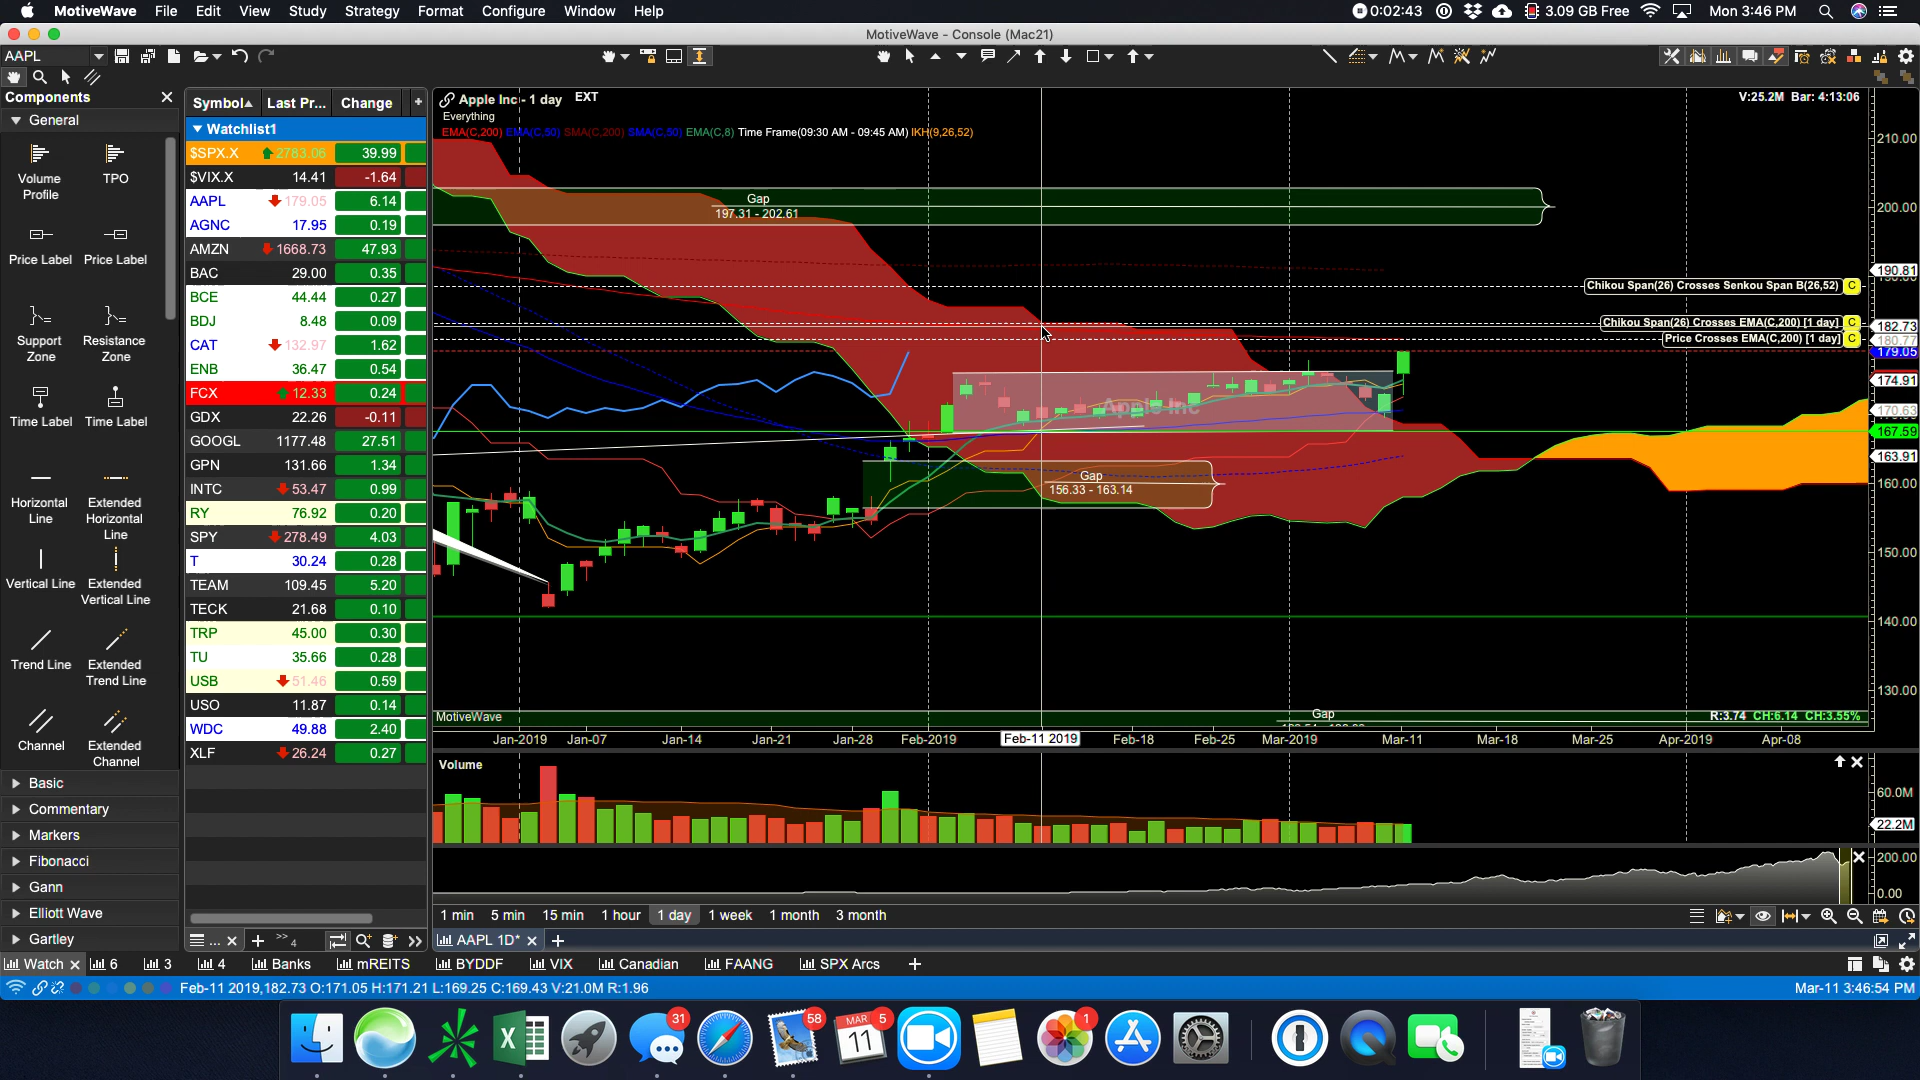 MotiveWave File Edit View Study Strategy Format Configure Window Help
0:02:43 3.09 GB Free Mon 3:46 PM
MotiveWave - Console (Mac21)
AAPL
Components
General
Volume Profile
TPO
Price Label
Price Label
Support Zone
Resistance Zone
Time Label
Time Label
Horizontal Line
Extended Horizontal Line
Vertical Line
Extended Vertical Line
Trend Line
Extended Trend Line
Channel
Extended Channel
Basic
Commentary
Markers
Fibonacci
Gann
Elliott Wave
Gartley
Symbol Last Pr... Change +
Watchlist1
$SPX.X 2783.06 39.99
$VIX.X 14.41 -1.64
AAPL 179.05 6.14
AGNC 17.95 0.19
AMZN 1668.73 47.93
BAC 29.00 0.35
BCE 44.44 0.27
BDJ 8.48 0.09
CAT 132.97 1.62
ENB 36.47 0.54
FCX 12.33 0.24
GDX 22.26 -0.11
GOOGL 1177.48 27.51
GPN 131.66 1.34
INTC 53.47 0.99
RY 76.92 0.20
SPY 278.49 4.03
T 30.24 0.28
TEAM 109.45 5.20
TECK 21.68 0.10
TRP 45.00 0.30
TU 35.66 0.28
USB 51.46 0.59
USO 11.87 0.14
WDC 49.88 2.40
XLF 26.24 0.27
Apple Inc - 1 day EXT
V:25.2M Bar: 4:13:06
Everything
EMA(C,200) EMA(C,50) SMA(C,200) SMA(C,50) EMA(C,8) Time Frame(09:30 AM - 09:45 AM) IKH(9,26,52)
Gap
197.31 - 202.61
Chikou Span(26) Crosses Senkou Span B(26,52) C
Chikou Span(26) Crosses EMA(C,200) [1 day] C
Price Crosses EMA(C,200) [1 day] C
Apple Inc
Gap
156.33 - 163.14
Gap
MotiveWave
R:3.74 CH:6.14 CH:3.55%
210.00
200.00
190.81
182.73
180.77
179.05
174.91
170.63
167.59
163.91
160.00
150.00
140.00
130.00
Jan-2019 Jan-07 Jan-14 Jan-21 Jan-28 Feb-2019 Feb-11 2019 Feb-18 Feb-25 Mar-2019 Mar-11 Mar-18 Mar-25 Apr-2019 Apr-08
Volume
60.0M
22.2M
200.00
0.00
1 min 5 min 15 min 1 hour 1 day 1 week 1 month 3 month
... >> 4
AAPL 1D*
Watch 6 3 4 Banks mREITS BYDDF VIX Canadian FAANG SPX Arcs
Feb-11 2019,182.73 O:171.05 H:171.21 L:169.25 C:169.43 V:21.0M R:1.96
Mar-11 3:46:54 PM
31
58
MAR
11
5
1